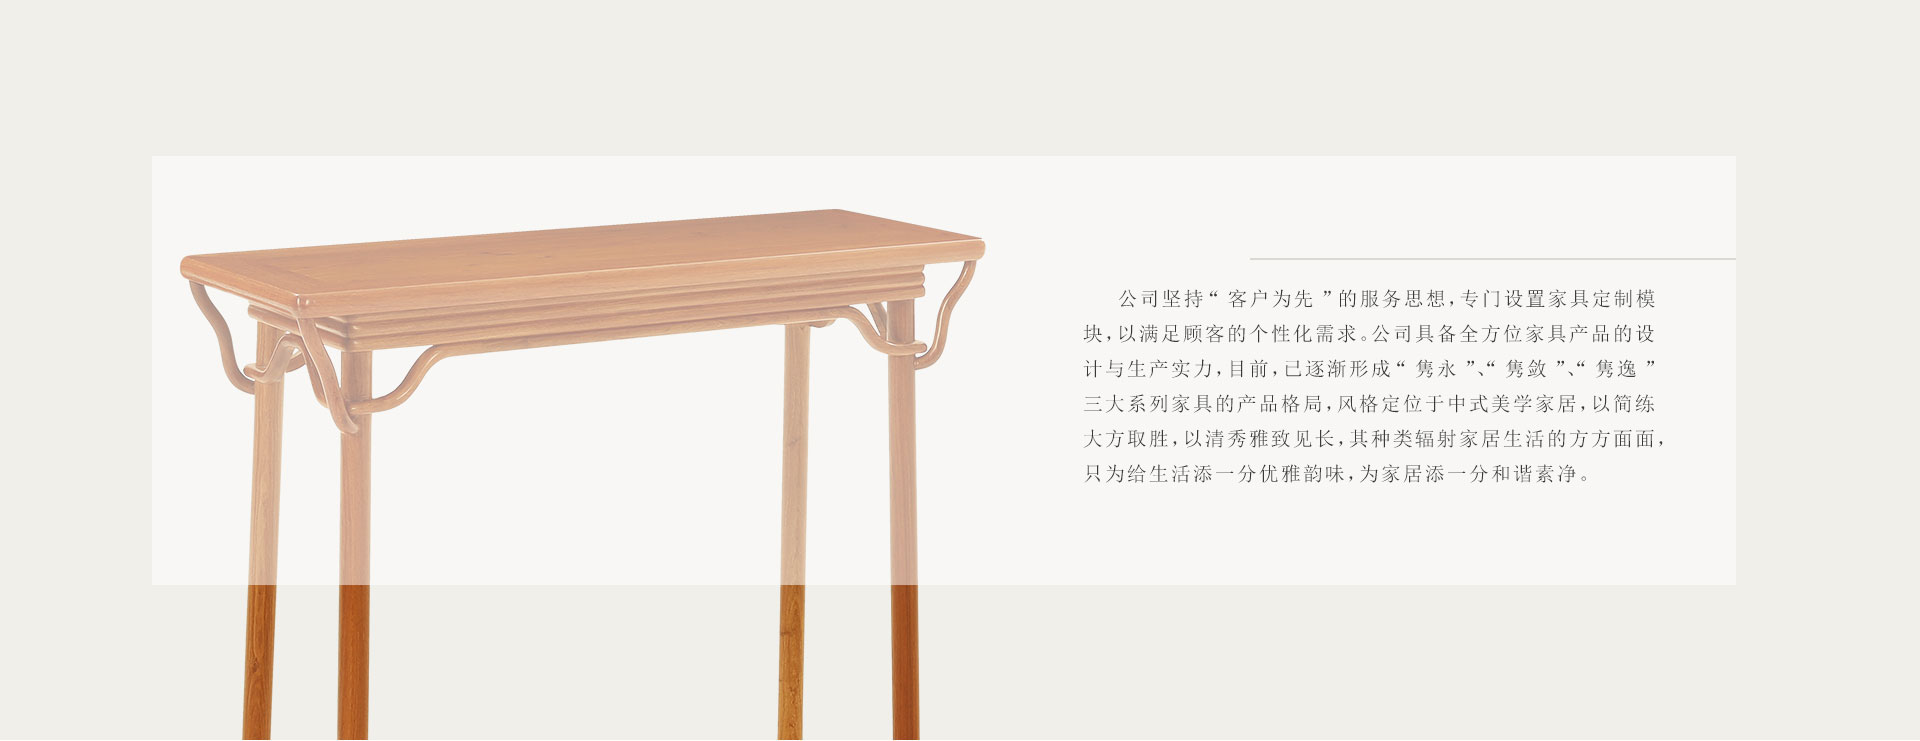 公司坚持“客户为先”的服务思想，专门设置家具定制模
块，以满足顾客的个性化需求。公司具备全方位家具产品的设
计与生产实力，目前，已逐渐形成“隽永”、“隽敛”、“隽逸”
三大系列家具的产品格局，风格定位于中式美学家居，以简练
大方取胜，以清秀雅致见长，其种类辐射家居生活的方方面面，
只为给生活添一分优雅韵味，为家居添一分和谐素净。